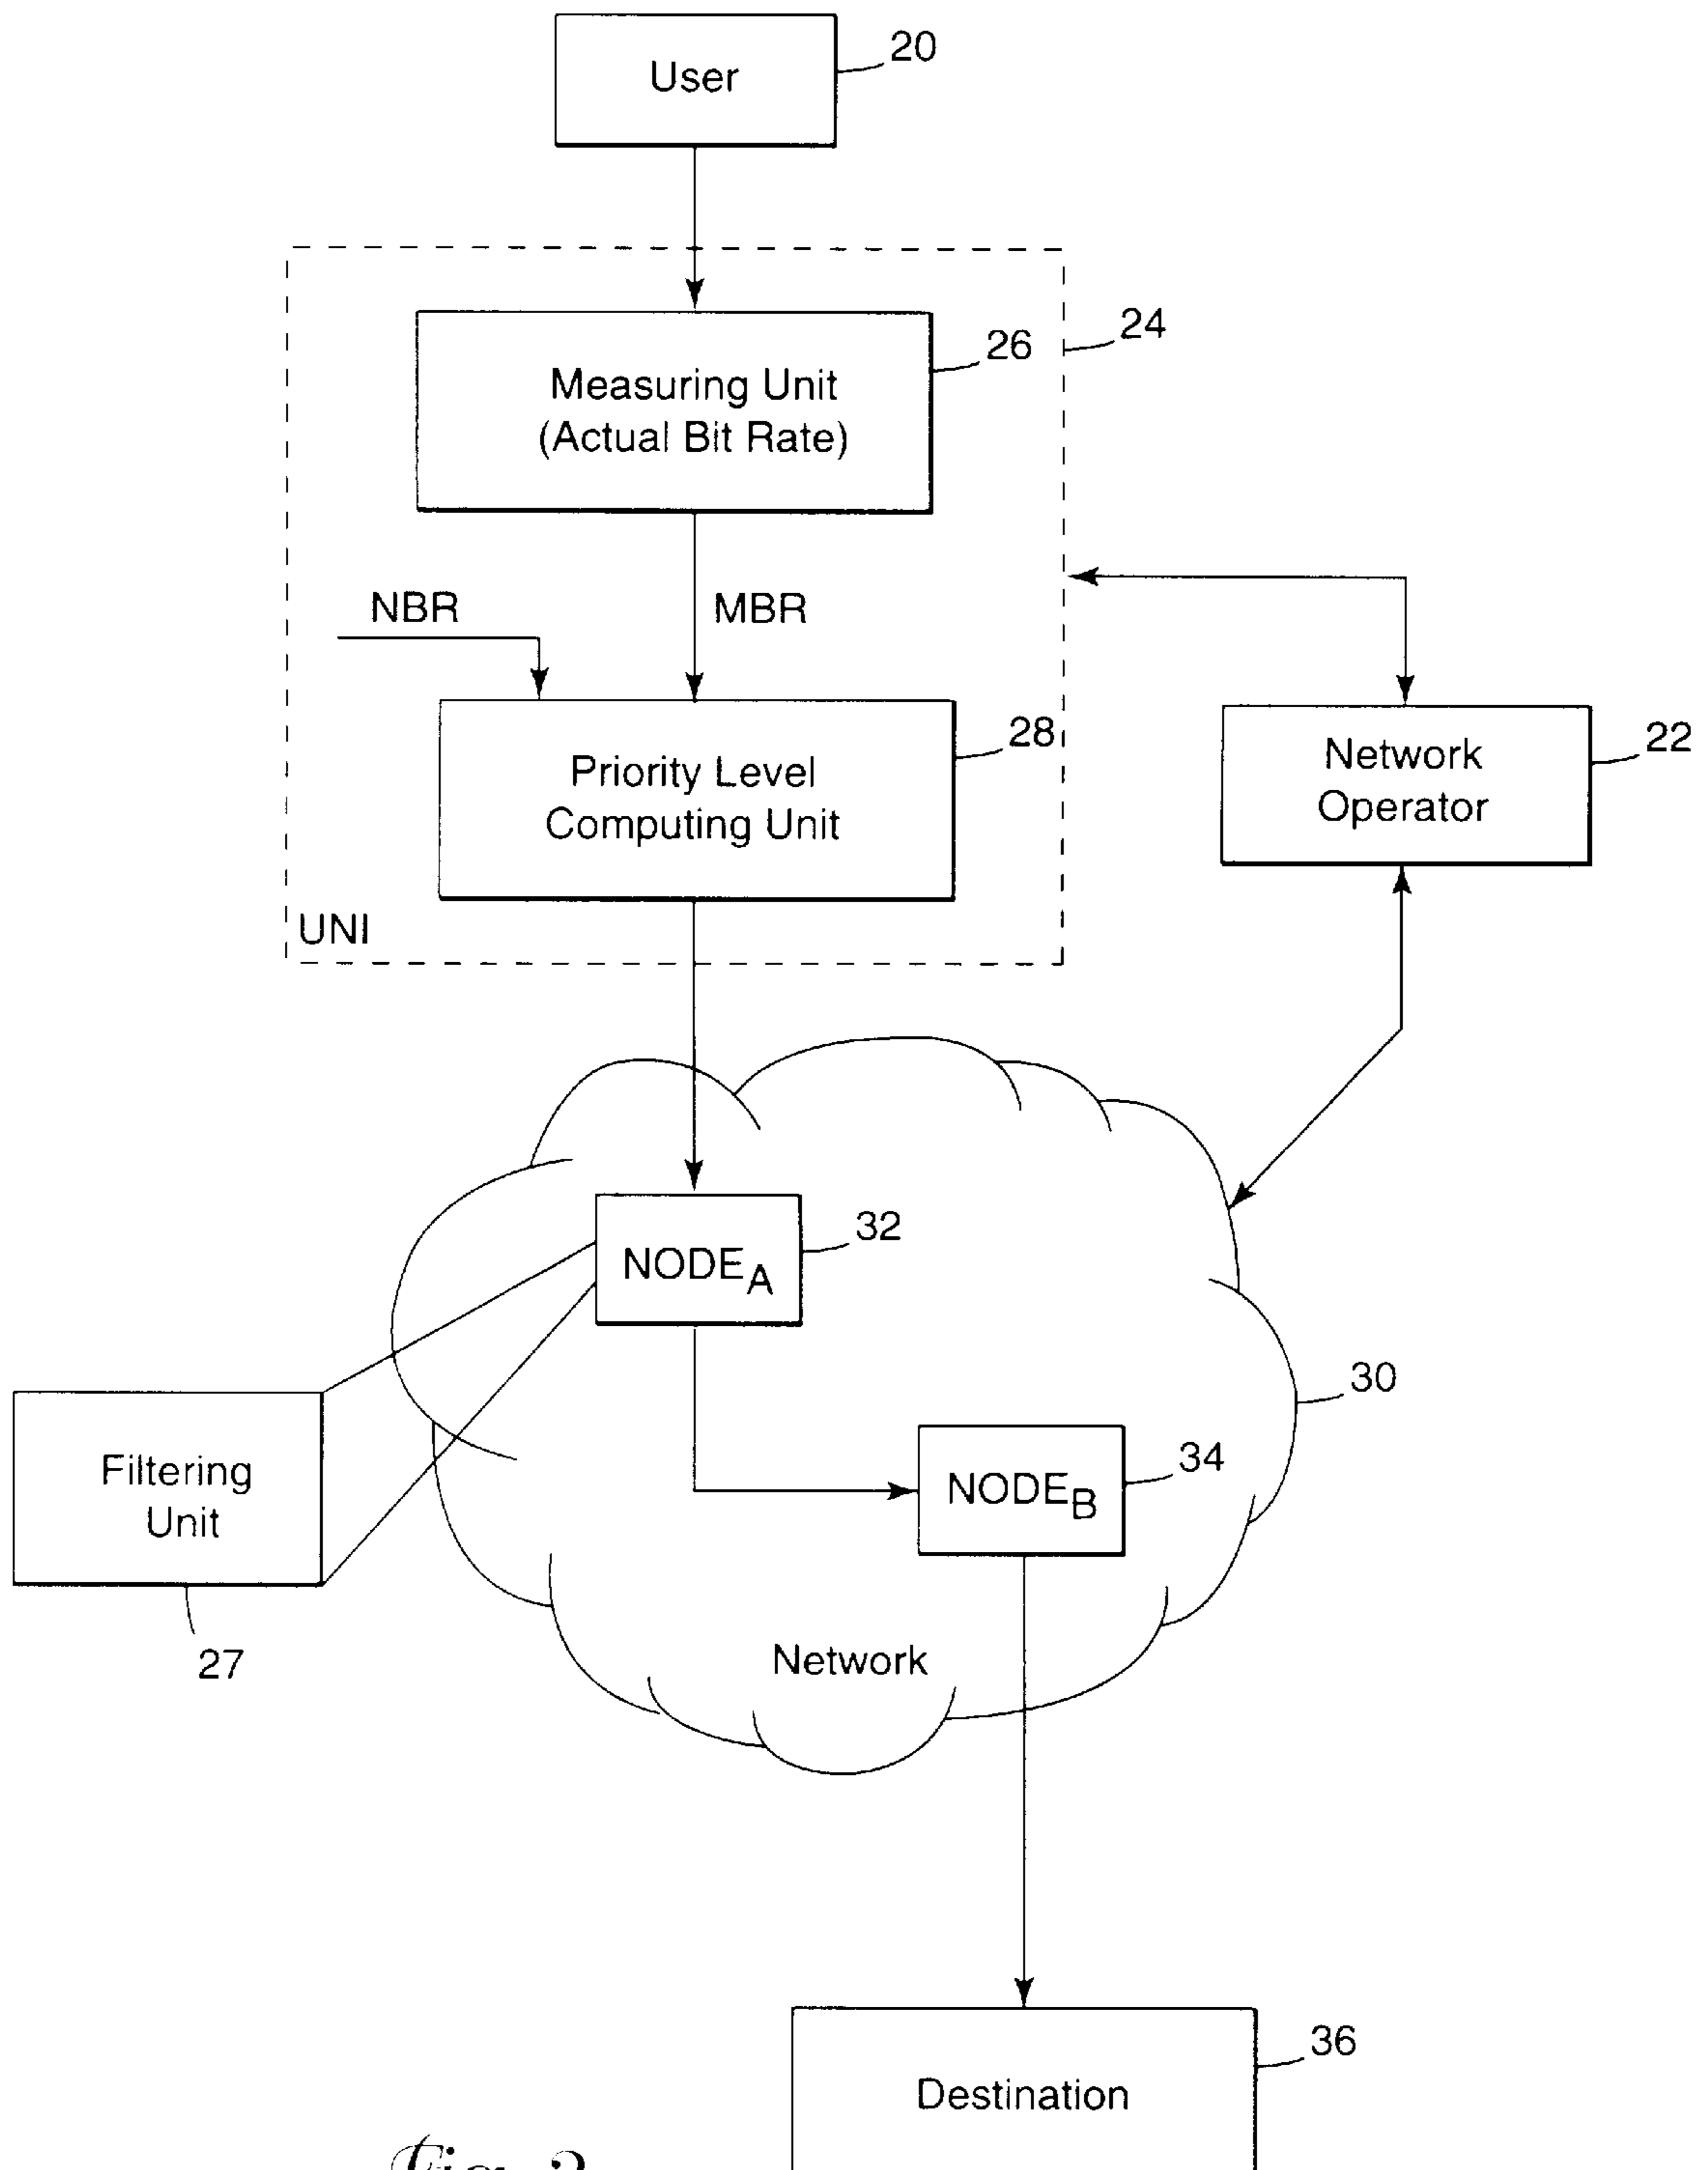 User
20
24
26
Measuring Unit
(Actual Bit Rate)
NBR
MBR
28
Priority Level
Computing Unit
22
Network
Operator
UNI
32
NODEA
30
34
NODEB
Filtering
Unit
27
Network
36
Destination